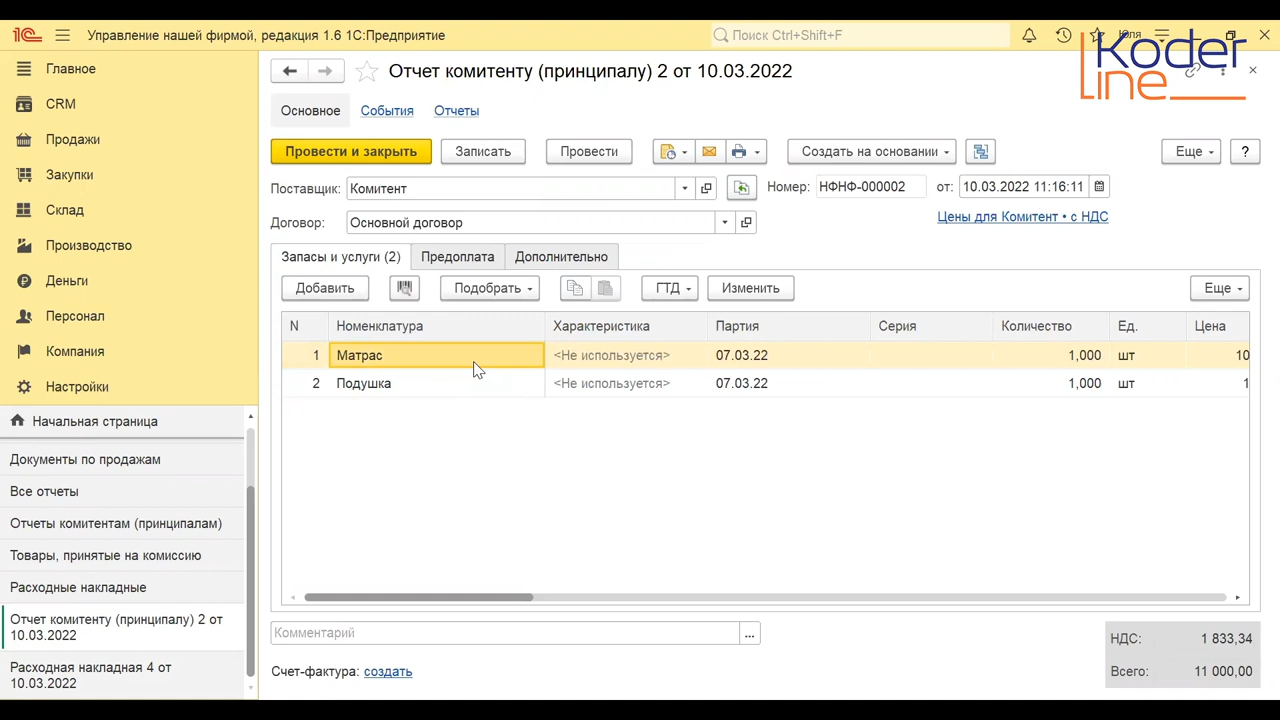 1С Управление нашей фирмой, редакция 1.6 1С:Предприятие Поиск Ctrl+Shift+F Юля
Koder
line
Главное
CRM
Продажи
Закупки
Склад
Производство
Деньги
Персонал
Компания
Настройки
Начальная страница
Документы по продажам
Все отчеты
Отчеты комитентам (принципалам)
Товары, принятые на комиссию
Расходные накладные
Отчет комитенту (принципалу) 2 от
10.03.2022
Расходная накладная 4 от
10.03.2022
Отчет комитенту (принципалу) 2 от 10.03.2022
Основное События Отчеты
Провести и закрыть Записать Провести Создать на основании Еще ?
Поставщик: Комитент Номер: НФНФ-000002 от: 10.03.2022 11:16:11
Договор: Основной договор Цены для Комитент • с НДС
Запасы и услуги (2) Предоплата Дополнительно
Добавить Подобрать ГТД Изменить Еще
N Номенклатура Характеристика Партия Серия Количество Ед. Цена
1 Матрас <Не используется> 07.03.22 1,000 шт 10
2 Подушка <Не используется> 07.03.22 1,000 шт 1
Комментарий ...
НДС: 1 833,34
Счет-фактура: создать Всего: 11 000,00